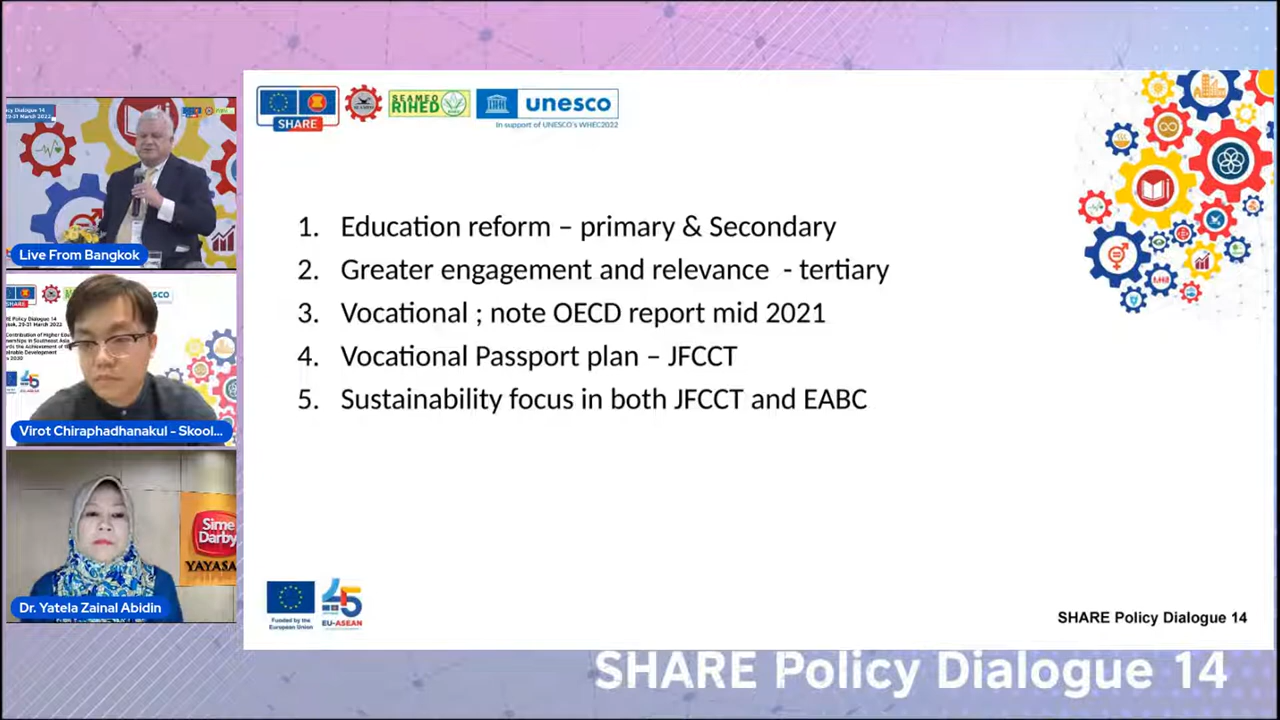 SHARE
SEAMEO
RIHED
unesco
In support of UNESCO's WHEC2022
1. Education reform – primary & Secondary
2. Greater engagement and relevance - tertiary
3. Vocational ; note OECD report mid 2021
4. Vocational Passport plan – JFCCT
5. Sustainability focus in both JFCCT and EABC
Funded by the
European Union
45
EU-ASEAN
SHARE Policy Dialogue 14
SHARE Policy Dialogue 14
Live From Bangkok
Virot Chiraphadhanakul - Skool...
Sime
Darby
YAYASA
Dr. Yatela Zainal Abidin